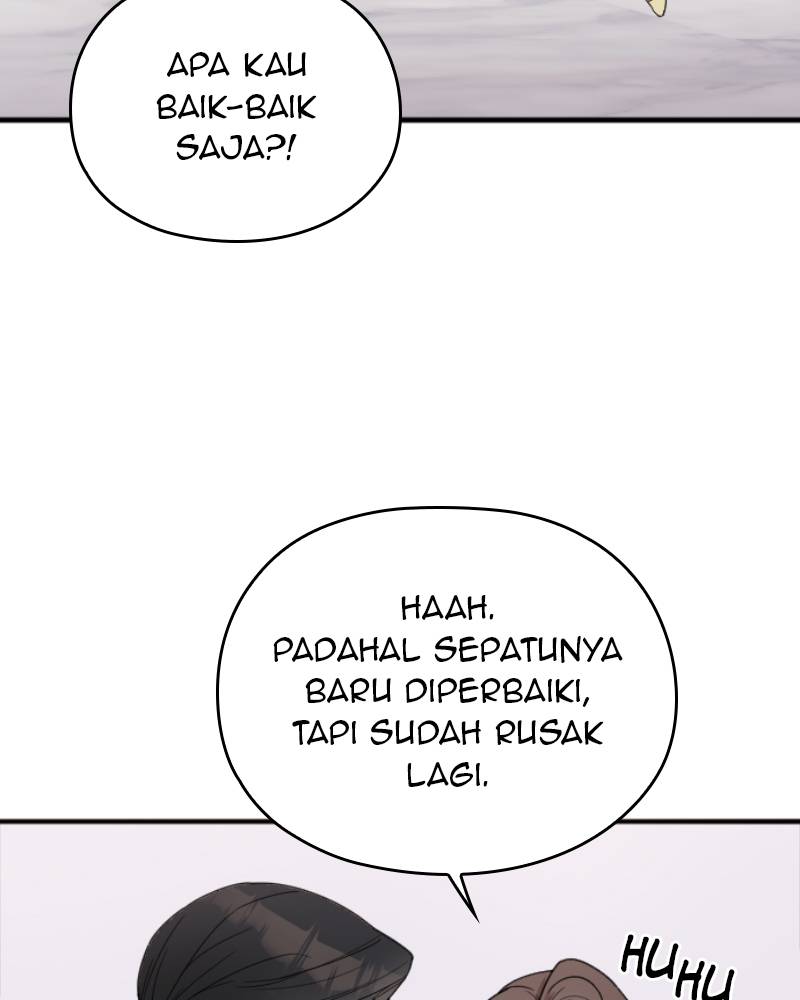 APA KAU
BAIK-BAIK
SAJA?!
HAAH.
PADAHAL SEPATUNYA
BARU DIPERBAIKI,
TAPI SUDAH RUSAK
LAGI.
HUHU